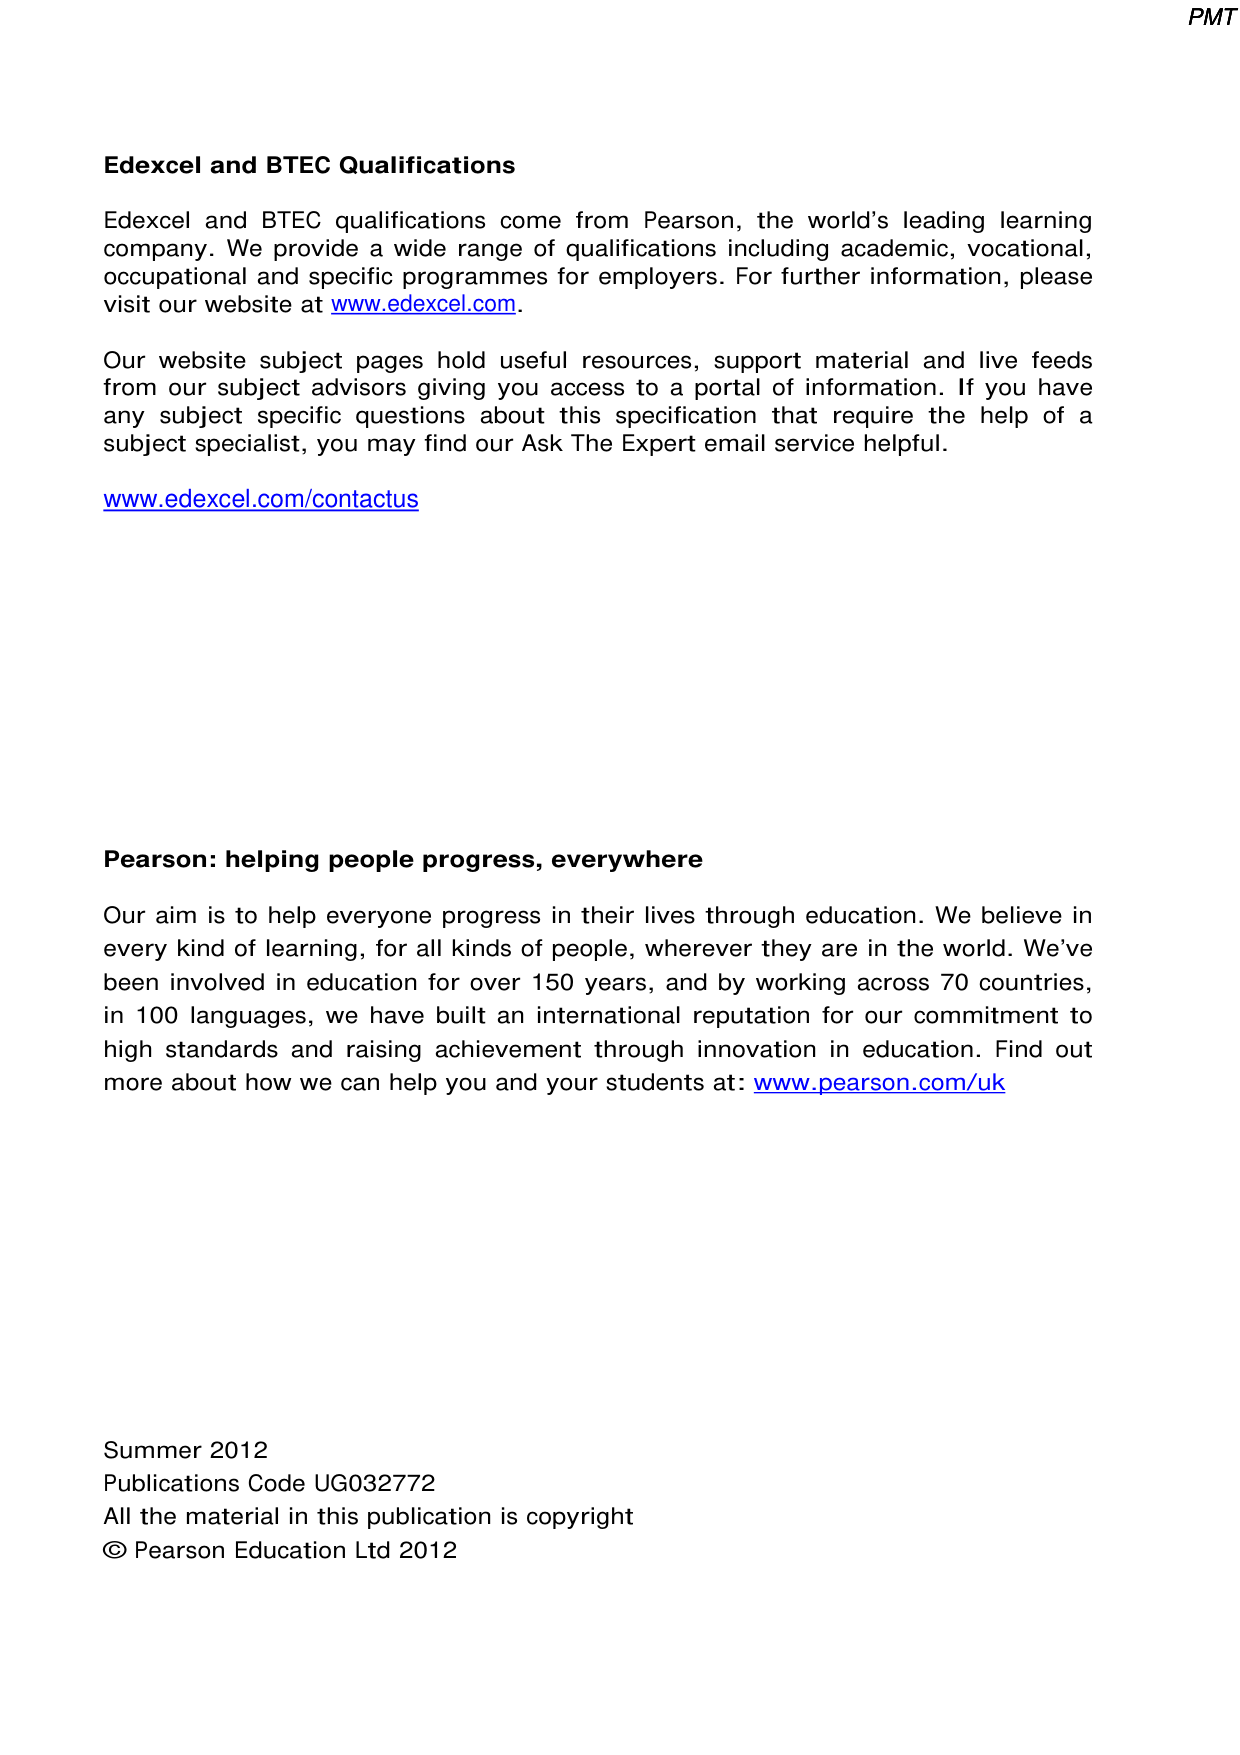 PMT
Edexcel and BTEC Qualifications
Edexcel and BTEC qualifications come from Pearson, the world’s leading learning
company. We provide a wide range of qualifications including academic, vocational,
occupational and specific programmes for employers. For further information, please
visit our website at www.edexcel.com.
Our website subject pages hold useful resources, support material and live feeds
from our subject advisors giving you access to a portal of information. If you have
any subject specific questions about this specification that require the help of a
subject specialist, you may find our Ask The Expert email service helpful.
www.edexcel.com/contactus
Pearson: helping people progress, everywhere
Our aim is to help everyone progress in their lives through education. We believe in
every kind of learning, for all kinds of people, wherever they are in the world. We’ve
been involved in education for over 150 years, and by working across 70 countries,
in 100 languages, we have built an international reputation for our commitment to
high standards and raising achievement through innovation in education. Find out
more about how we can help you and your students at: www.pearson.com/uk
Summer 2012
Publications Code UG032772
All the material in this publication is copyright
© Pearson Education Ltd 2012